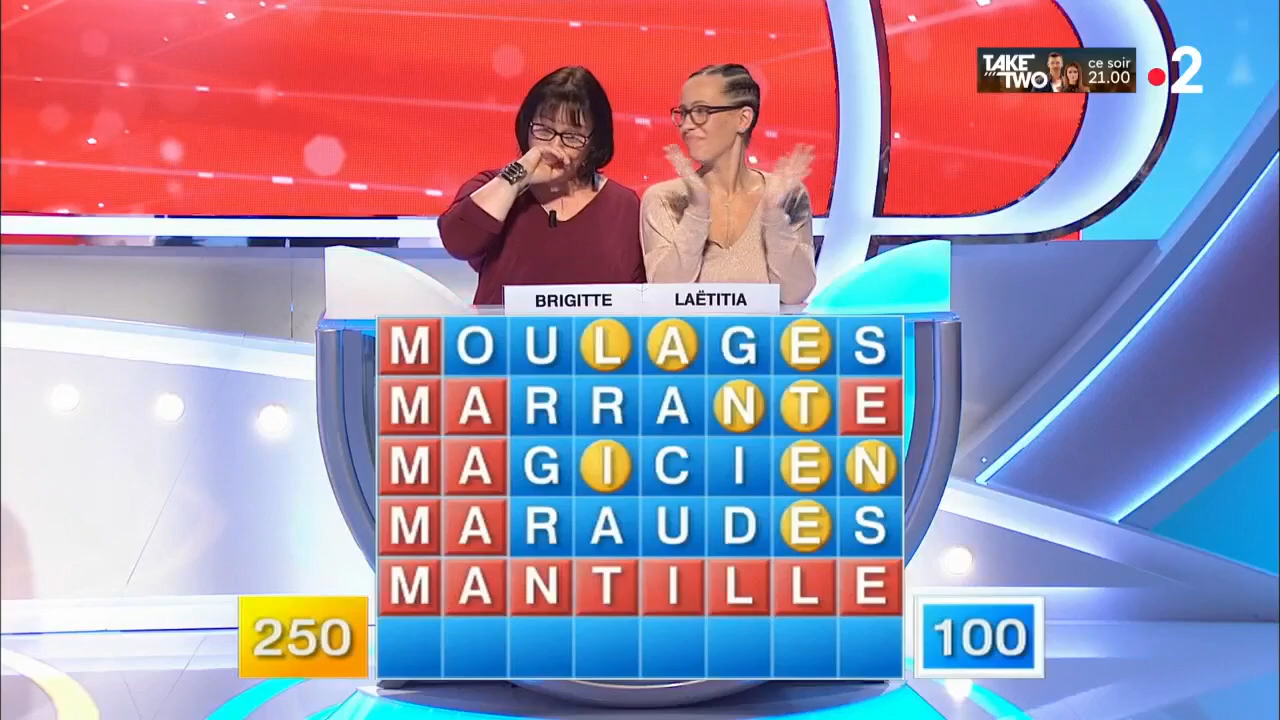 TAKE TWO
ce soir
21.00
2
BRIGITTE LAËTITIA
MOULAGES
MARRANTE
MAGICIEN
MARAUDES
MANTILLE
250
100